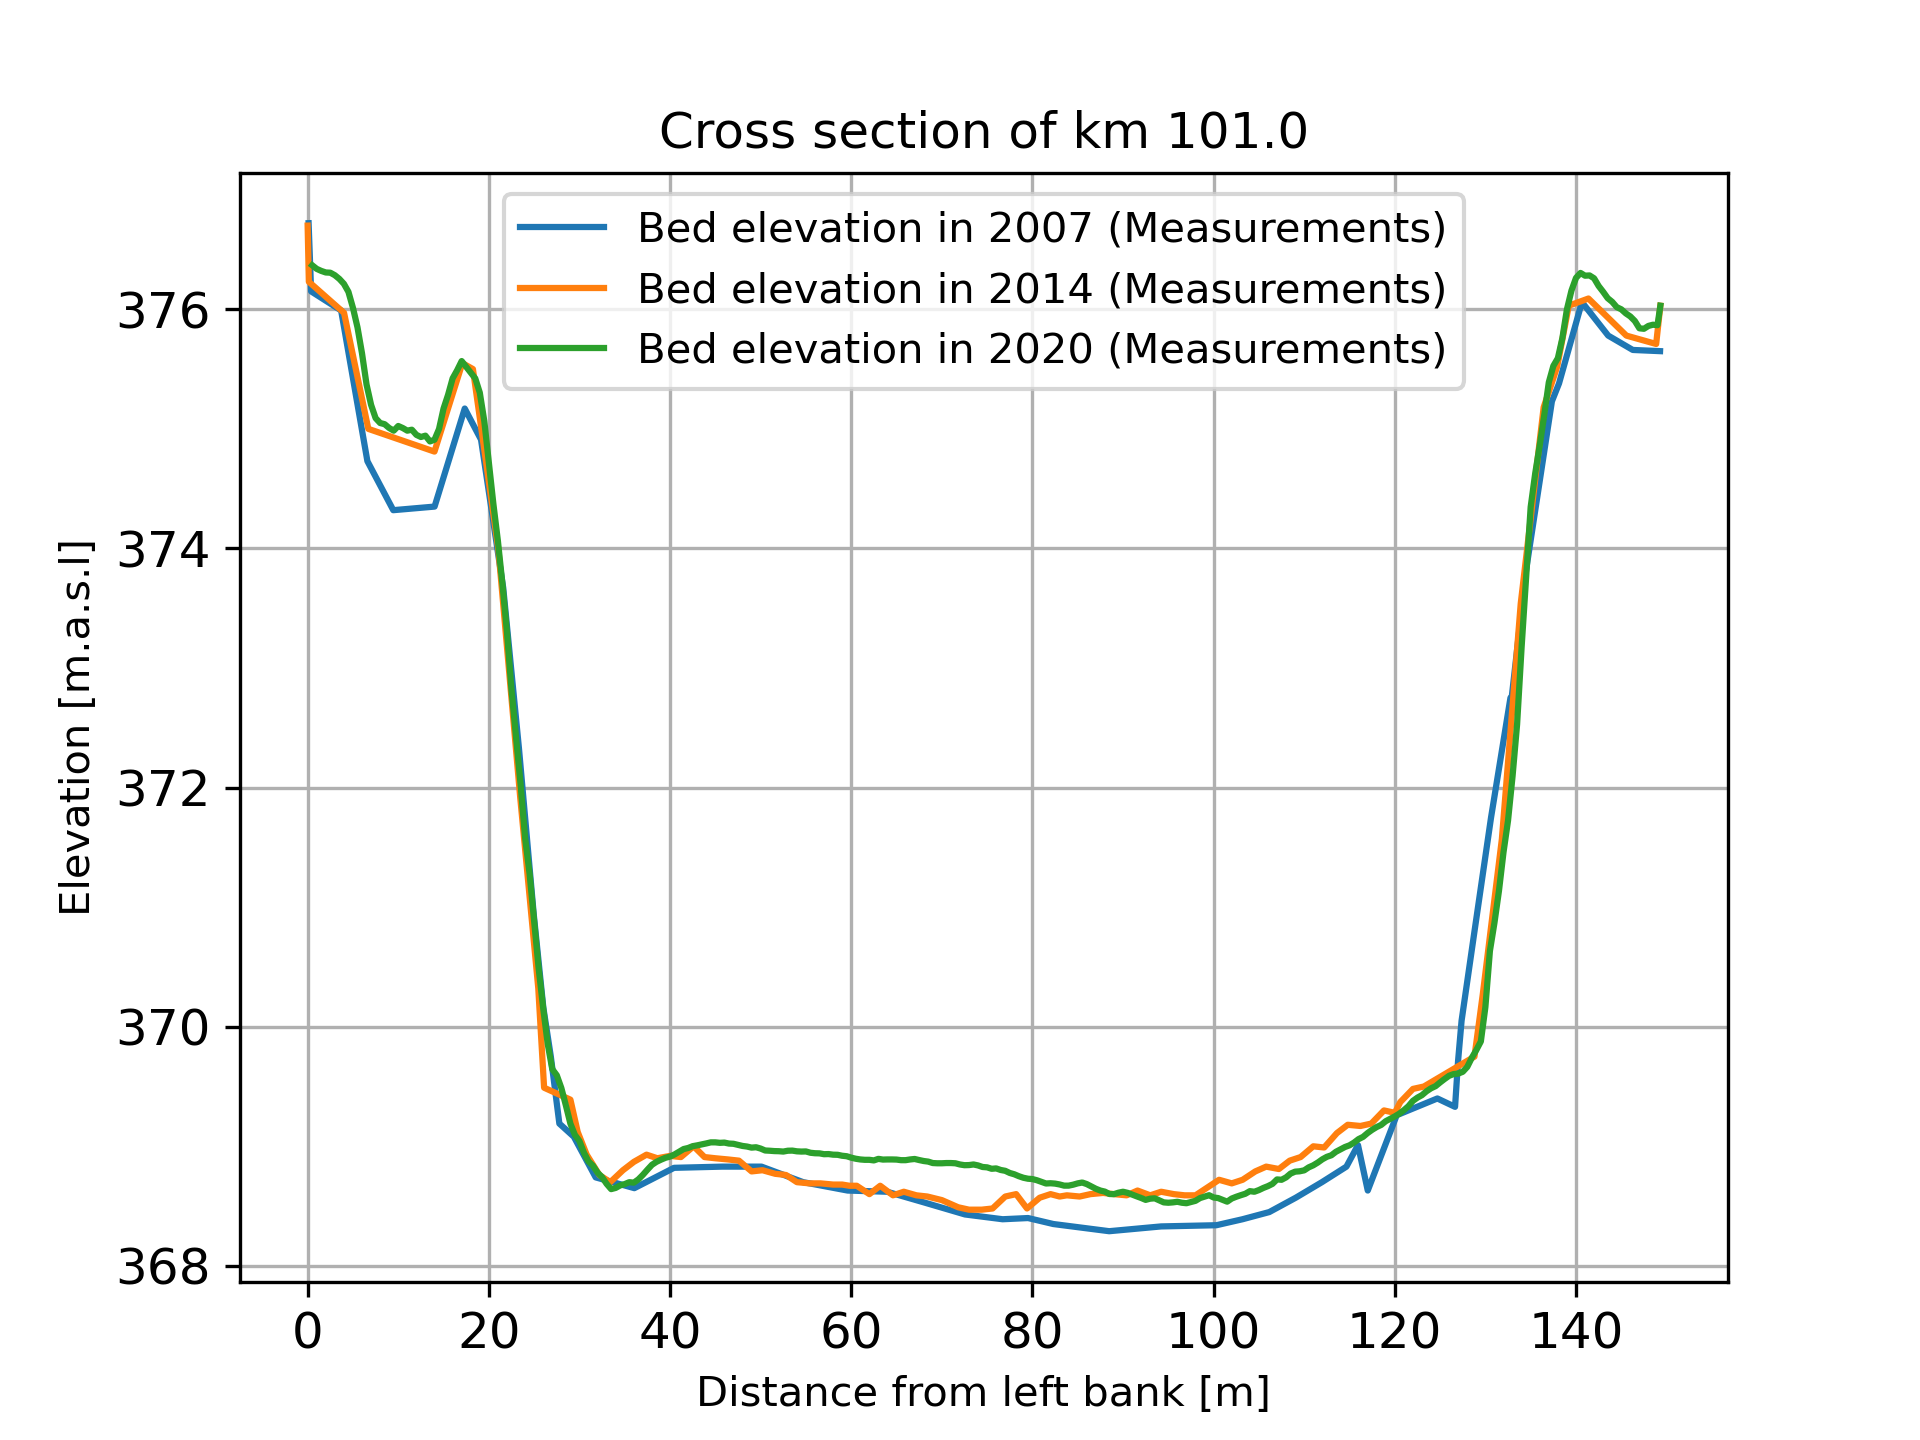 Cross section of km 101.0
Bed elevation in 2007 (Measurements)
Bed elevation in 2014 (Measurements)
Bed elevation in 2020 (Measurements)
Elevation [m.a.s.l]
376
374
372
370
368
0 20 40 60 80 100 120 140
Distance from left bank [m]